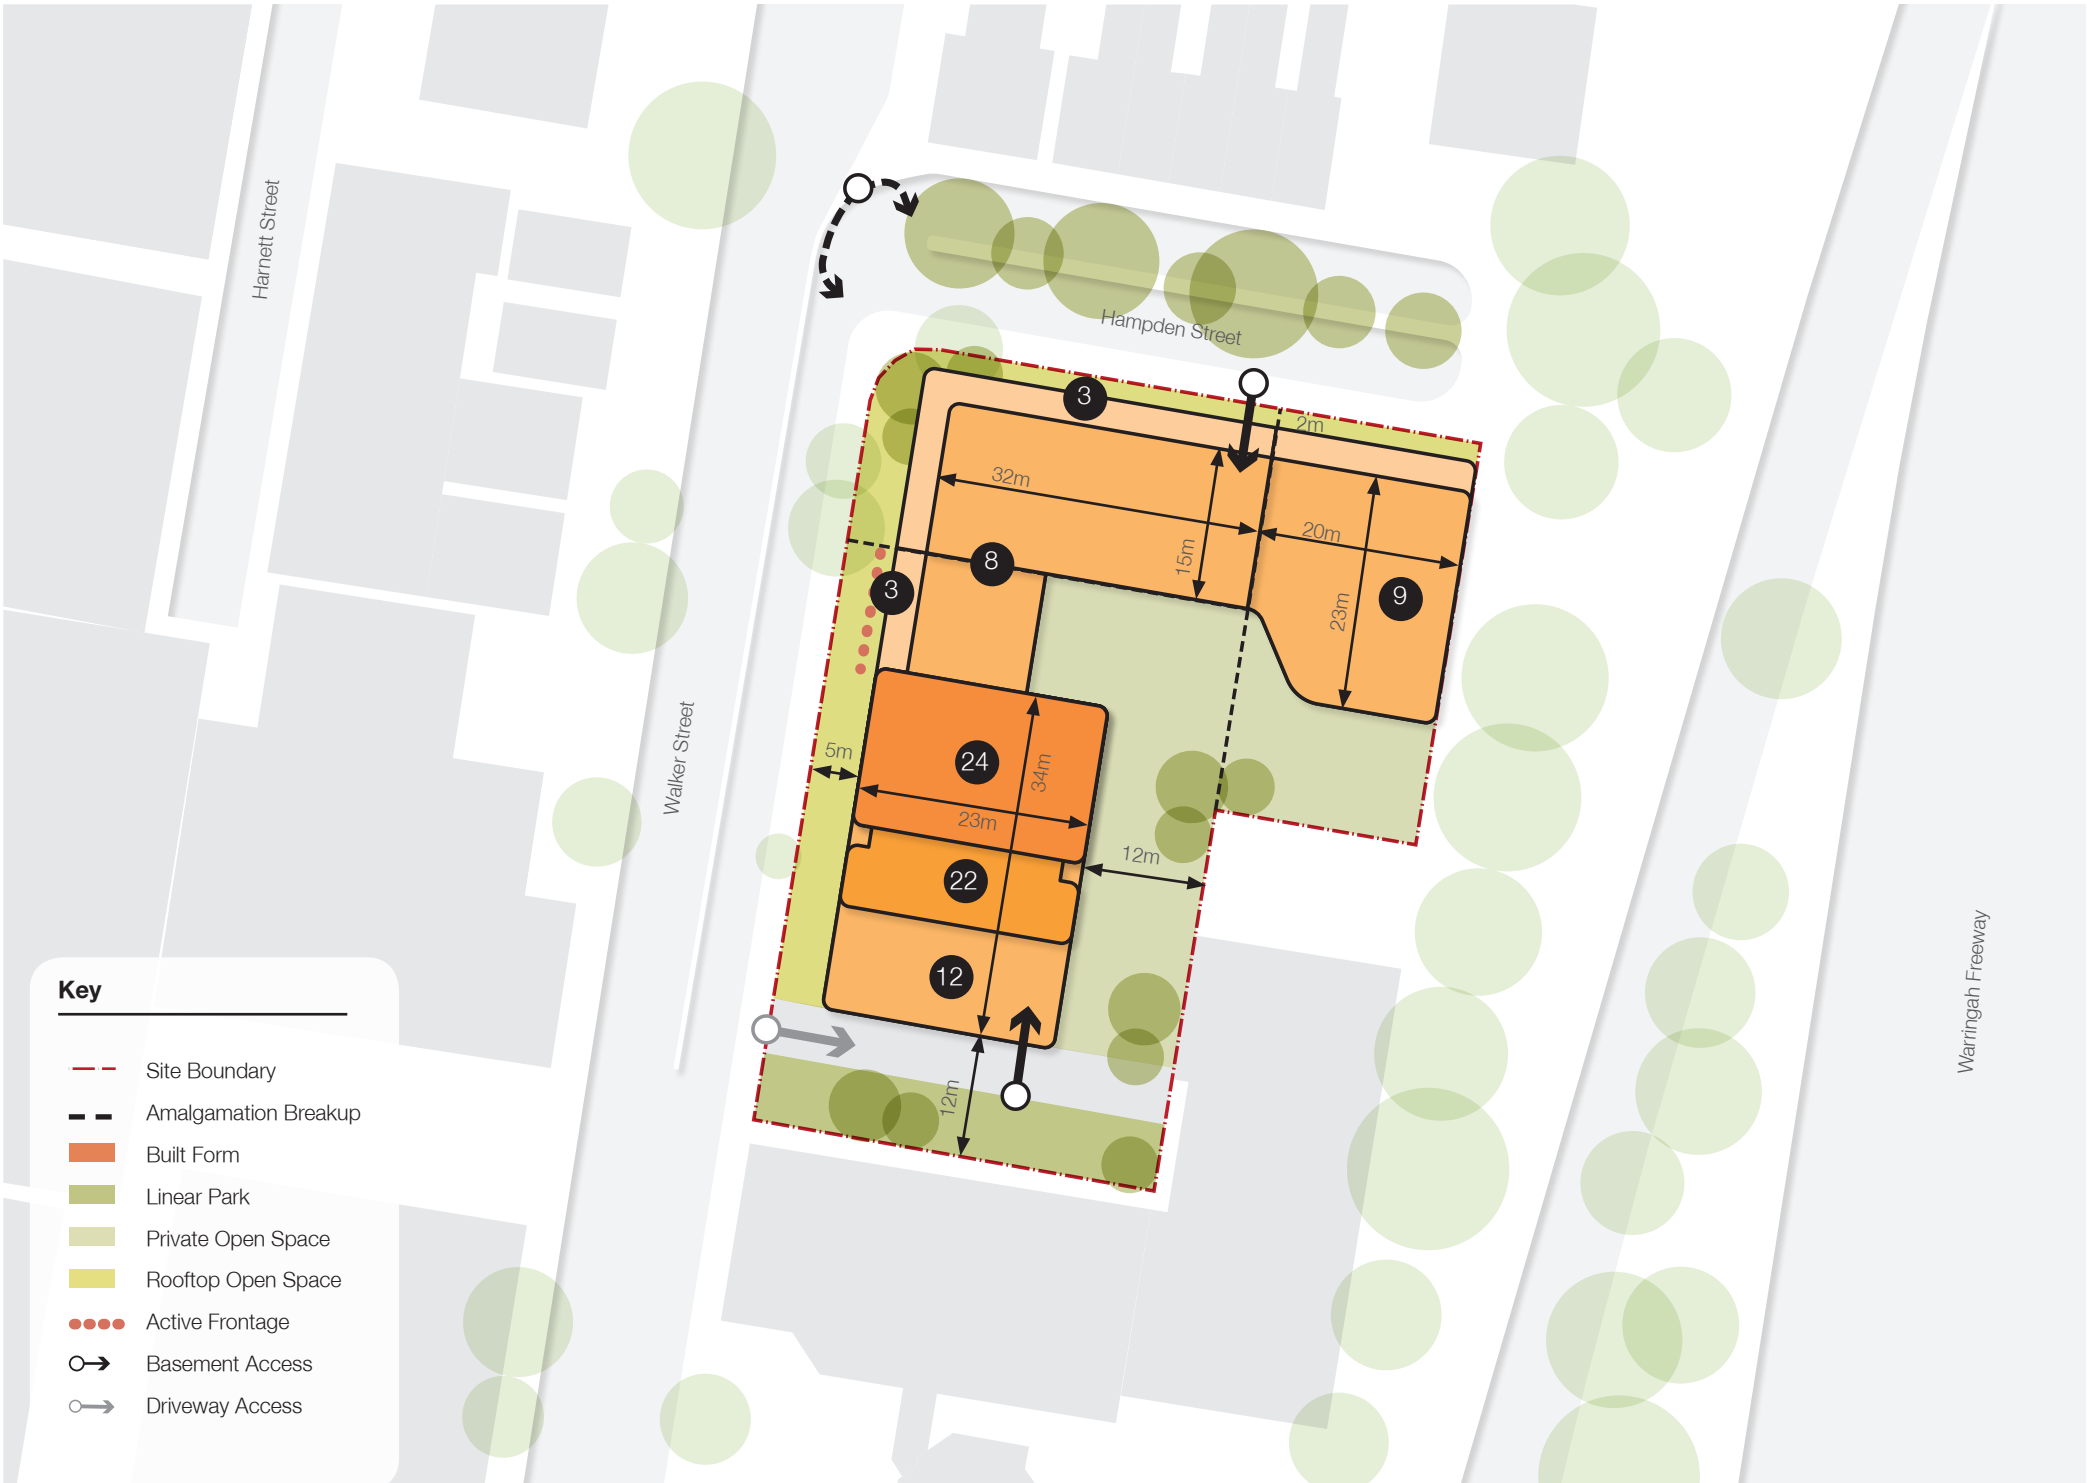 Harnett Street
Hampden Street
3
2m
32m
20m
15m
8
3
23m
9
Walker Street
5m
24
34m
23m
12m
22
12
12m
Warringah Freeway
Key
Site Boundary
Amalgamation Breakup
Built Form
Linear Park
Private Open Space
Rooftop Open Space
Active Frontage
Basement Access
Driveway Access